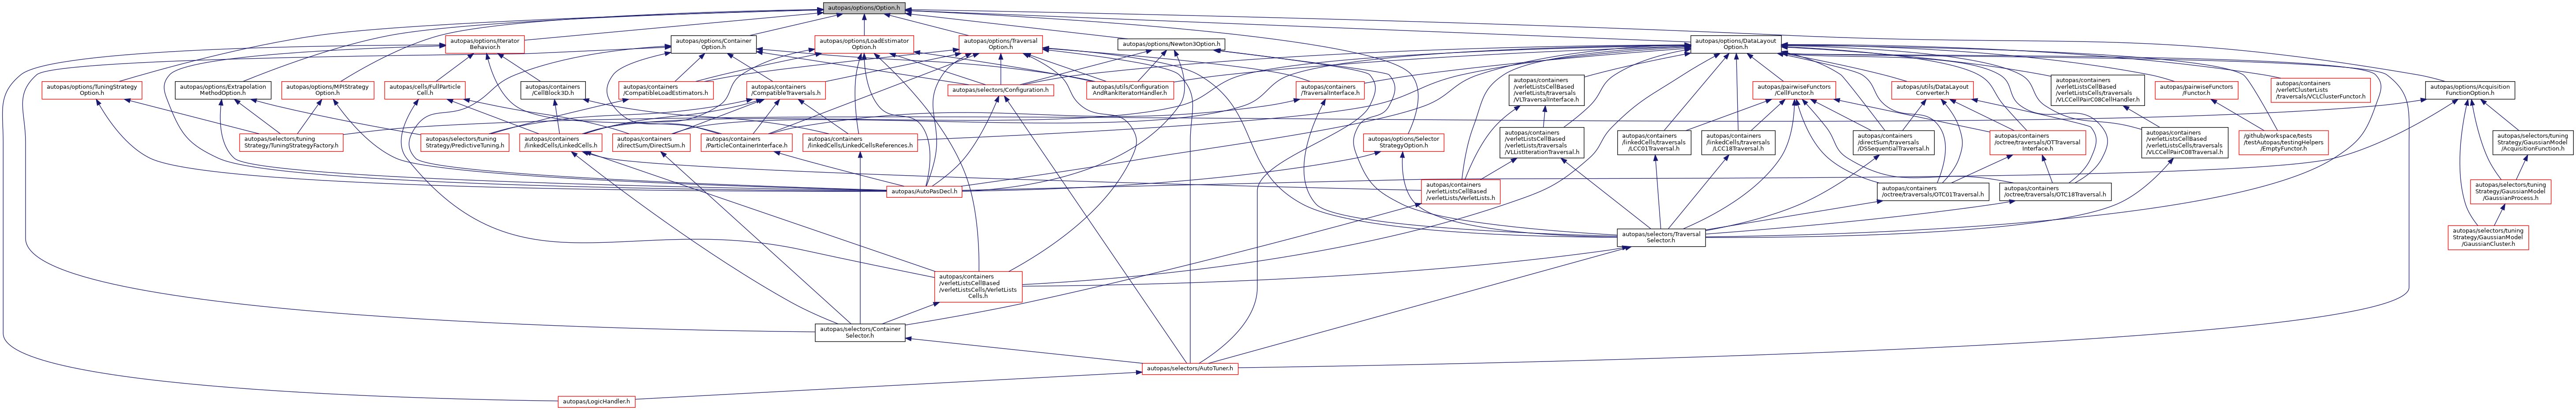 autopas/options/Option.h
autopas/options/Iterator
Behavior.h
autopas/options/Container
Option.h
autopas/options/LoadEstimator
Option.h
autopas/options/Traversal
Option.h
autopas/options/Newton3Option.h
autopas/options/DataLayout
Option.h
autopas/options/TuningStrategy
Option.h
autopas/options/Extrapolation
MethodOption.h
autopas/options/MPIStrategy
Option.h
autopas/cells/FullParticle
Cell.h
autopas/containers
/CellBlock3D.h
autopas/containers
/CompatibleLoadEstimators.h
autopas/containers
/CompatibleTraversals.h
autopas/selectors/Configuration.h
autopas/utils/Configuration
AndRankIteratorHandler.h
autopas/containers
/TraversalInterface.h
autopas/containers
/verletListsCellBased
/verletLists/traversals
/VLTraversalInterface.h
autopas/pairwiseFunctors
/CellFunctor.h
autopas/utils/DataLayout
Converter.h
autopas/containers
/verletListsCellBased
/verletListsCells/traversals
/VLCCellPairC08CellHandler.h
autopas/pairwiseFunctors
/Functor.h
autopas/containers
/verletClusterLists
/traversals/VCLClusterFunctor.h
autopas/options/Acquisition
FunctionOption.h
autopas/selectors/tuning
Strategy/TuningStrategyFactory.h
autopas/selectors/tuning
Strategy/PredictiveTuning.h
autopas/containers
/linkedCells/LinkedCells.h
autopas/containers
/directSum/DirectSum.h
autopas/containers
/ParticleContainerInterface.h
autopas/containers
/linkedCells/LinkedCellsReferences.h
autopas/options/Selector
StrategyOption.h
autopas/containers
/verletListsCellBased
/verletLists/traversals
/VLListIterationTraversal.h
autopas/containers
/linkedCells/traversals
/LCC01Traversal.h
autopas/containers
/linkedCells/traversals
/LCC18Traversal.h
autopas/containers
/directSum/traversals
/DSSequentialTraversal.h
autopas/containers
/octree/traversals/OTTraversal
Interface.h
autopas/containers
/verletListsCellBased
/verletListsCells/traversals
/VLCCellPairC08Traversal.h
/github/workspace/tests
/testAutopas/testingHelpers
/EmptyFunctor.h
autopas/selectors/tuning
Strategy/GaussianModel
/AcquisitionFunction.h
autopas/AutoPasDecl.h
autopas/containers
/verletListsCellBased
/verletLists/VerletLists.h
autopas/containers
/octree/traversals/OTC01Traversal.h
autopas/containers
/octree/traversals/OTC18Traversal.h
autopas/selectors/tuning
Strategy/GaussianModel
/GaussianProcess.h
autopas/selectors/Traversal
Selector.h
autopas/selectors/tuning
Strategy/GaussianModel
/GaussianCluster.h
autopas/containers
/verletListsCellBased
/verletListsCells/VerletLists
Cells.h
autopas/selectors/Container
Selector.h
autopas/selectors/AutoTuner.h
autopas/LogicHandler.h